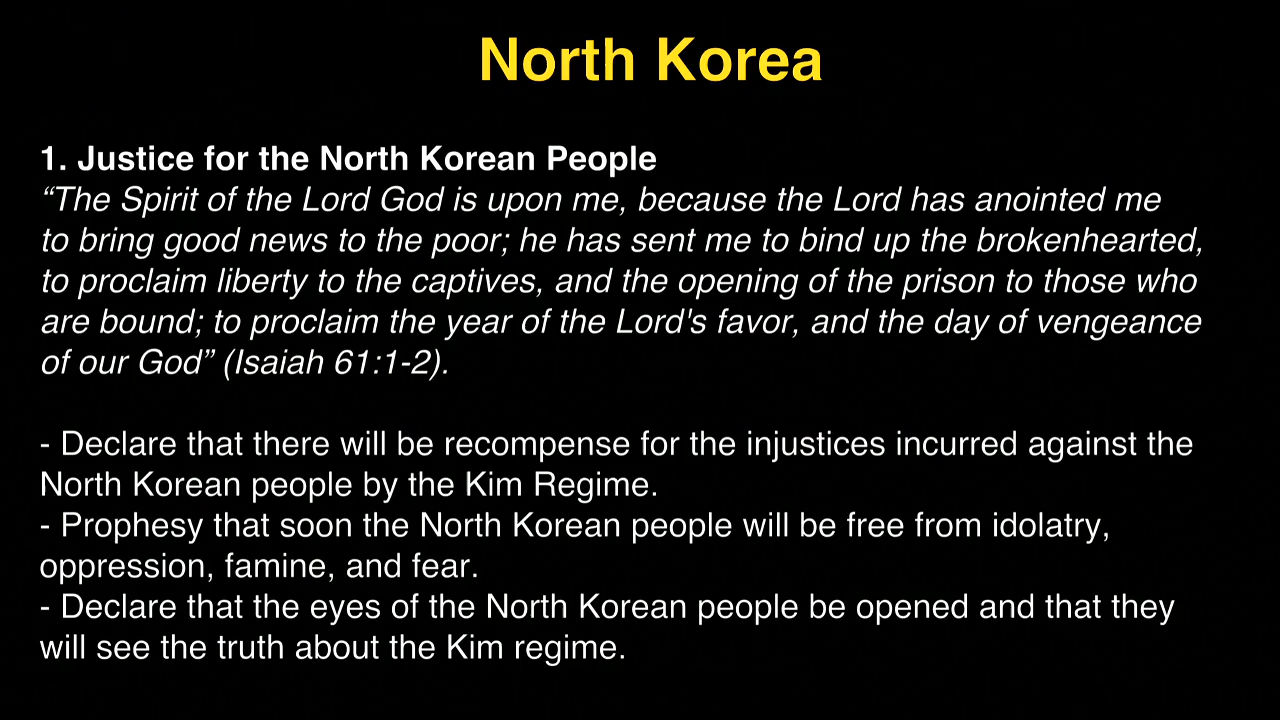 North Korea
1. Justice for the North Korean People
“The Spirit of the Lord God is upon me, because the Lord has anointed me
to bring good news to the poor; he has sent me to bind up the brokenhearted,
to proclaim liberty to the captives, and the opening of the prison to those who
are bound; to proclaim the year of the Lord's favor, and the day of vengeance
of our God” (Isaiah 61:1-2).
- Declare that there will be recompense for the injustices incurred against the
North Korean people by the Kim Regime.
- Prophesy that soon the North Korean people will be free from idolatry,
oppression, famine, and fear.
- Declare that the eyes of the North Korean people be opened and that they
will see the truth about the Kim regime.